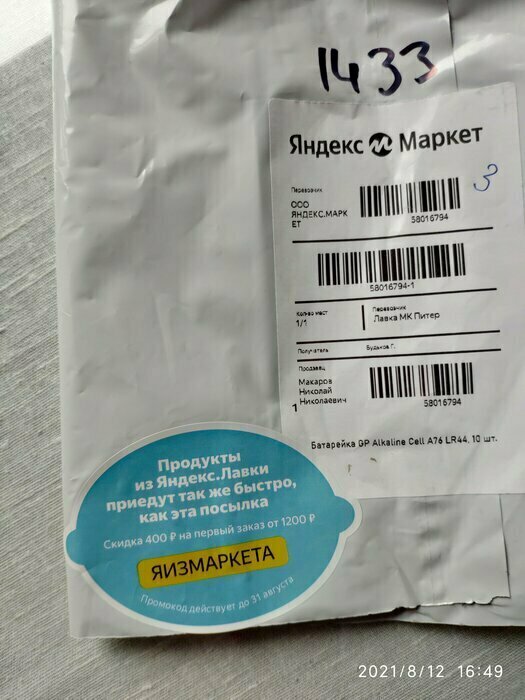 1433
Яндекс Маркет
3
Перевозчик
ООО
ЯНДЕКС.МАРК
ЕТ
58016794
58016794-1
Кол-во мест
1/1
Перевозчик
Лавка МК Питер
Получатель
Будьков Г.
Продавец
Макаров
Николай
Николаевич
1
58016794
Батарейка GP Alkaline Cell A76 LR44, 10 шт.
Продукты
из Яндекс.Лавки
приедут так же быстро,
как эта посылка
Скидка 400 ₽ на первый заказ от 1200 ₽
ЯИЗМАРКЕТА
Промокод действует до 31 августа
2021/8/12 16:49